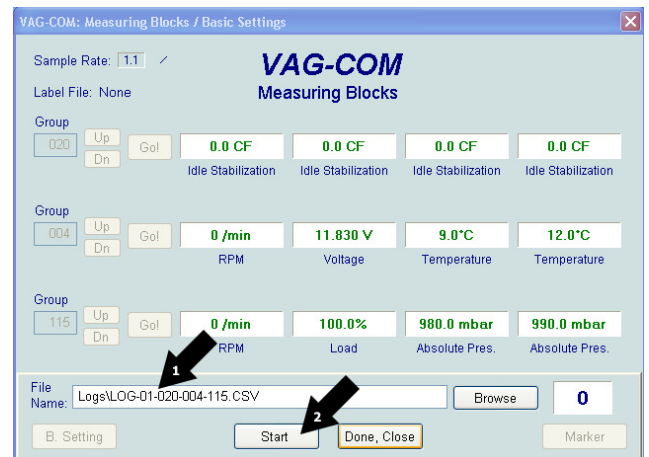 VAG-COM: Measuring Blocks / Basic Settings
Sample Rate: 1.1 /
VAG-COM
Label File: None
Measuring Blocks
Group
020 Up Dn Go! 0.0 CF 0.0 CF 0.0 CF 0.0 CF
Idle Stabilization Idle Stabilization Idle Stabilization Idle Stabilization
Group
004 Up Dn Go! 0 /min 11.830 V 9.0°C 12.0°C
RPM Voltage Temperature Temperature
Group
115 Up Dn Go! 0 /min 100.0% 980.0 mbar 990.0 mbar
RPM Load Absolute Pres. Absolute Pres.
1
File Name: Logs\LOG-01-020-004-115.CSV Browse 0
2
B. Setting Start Done, Close Marker